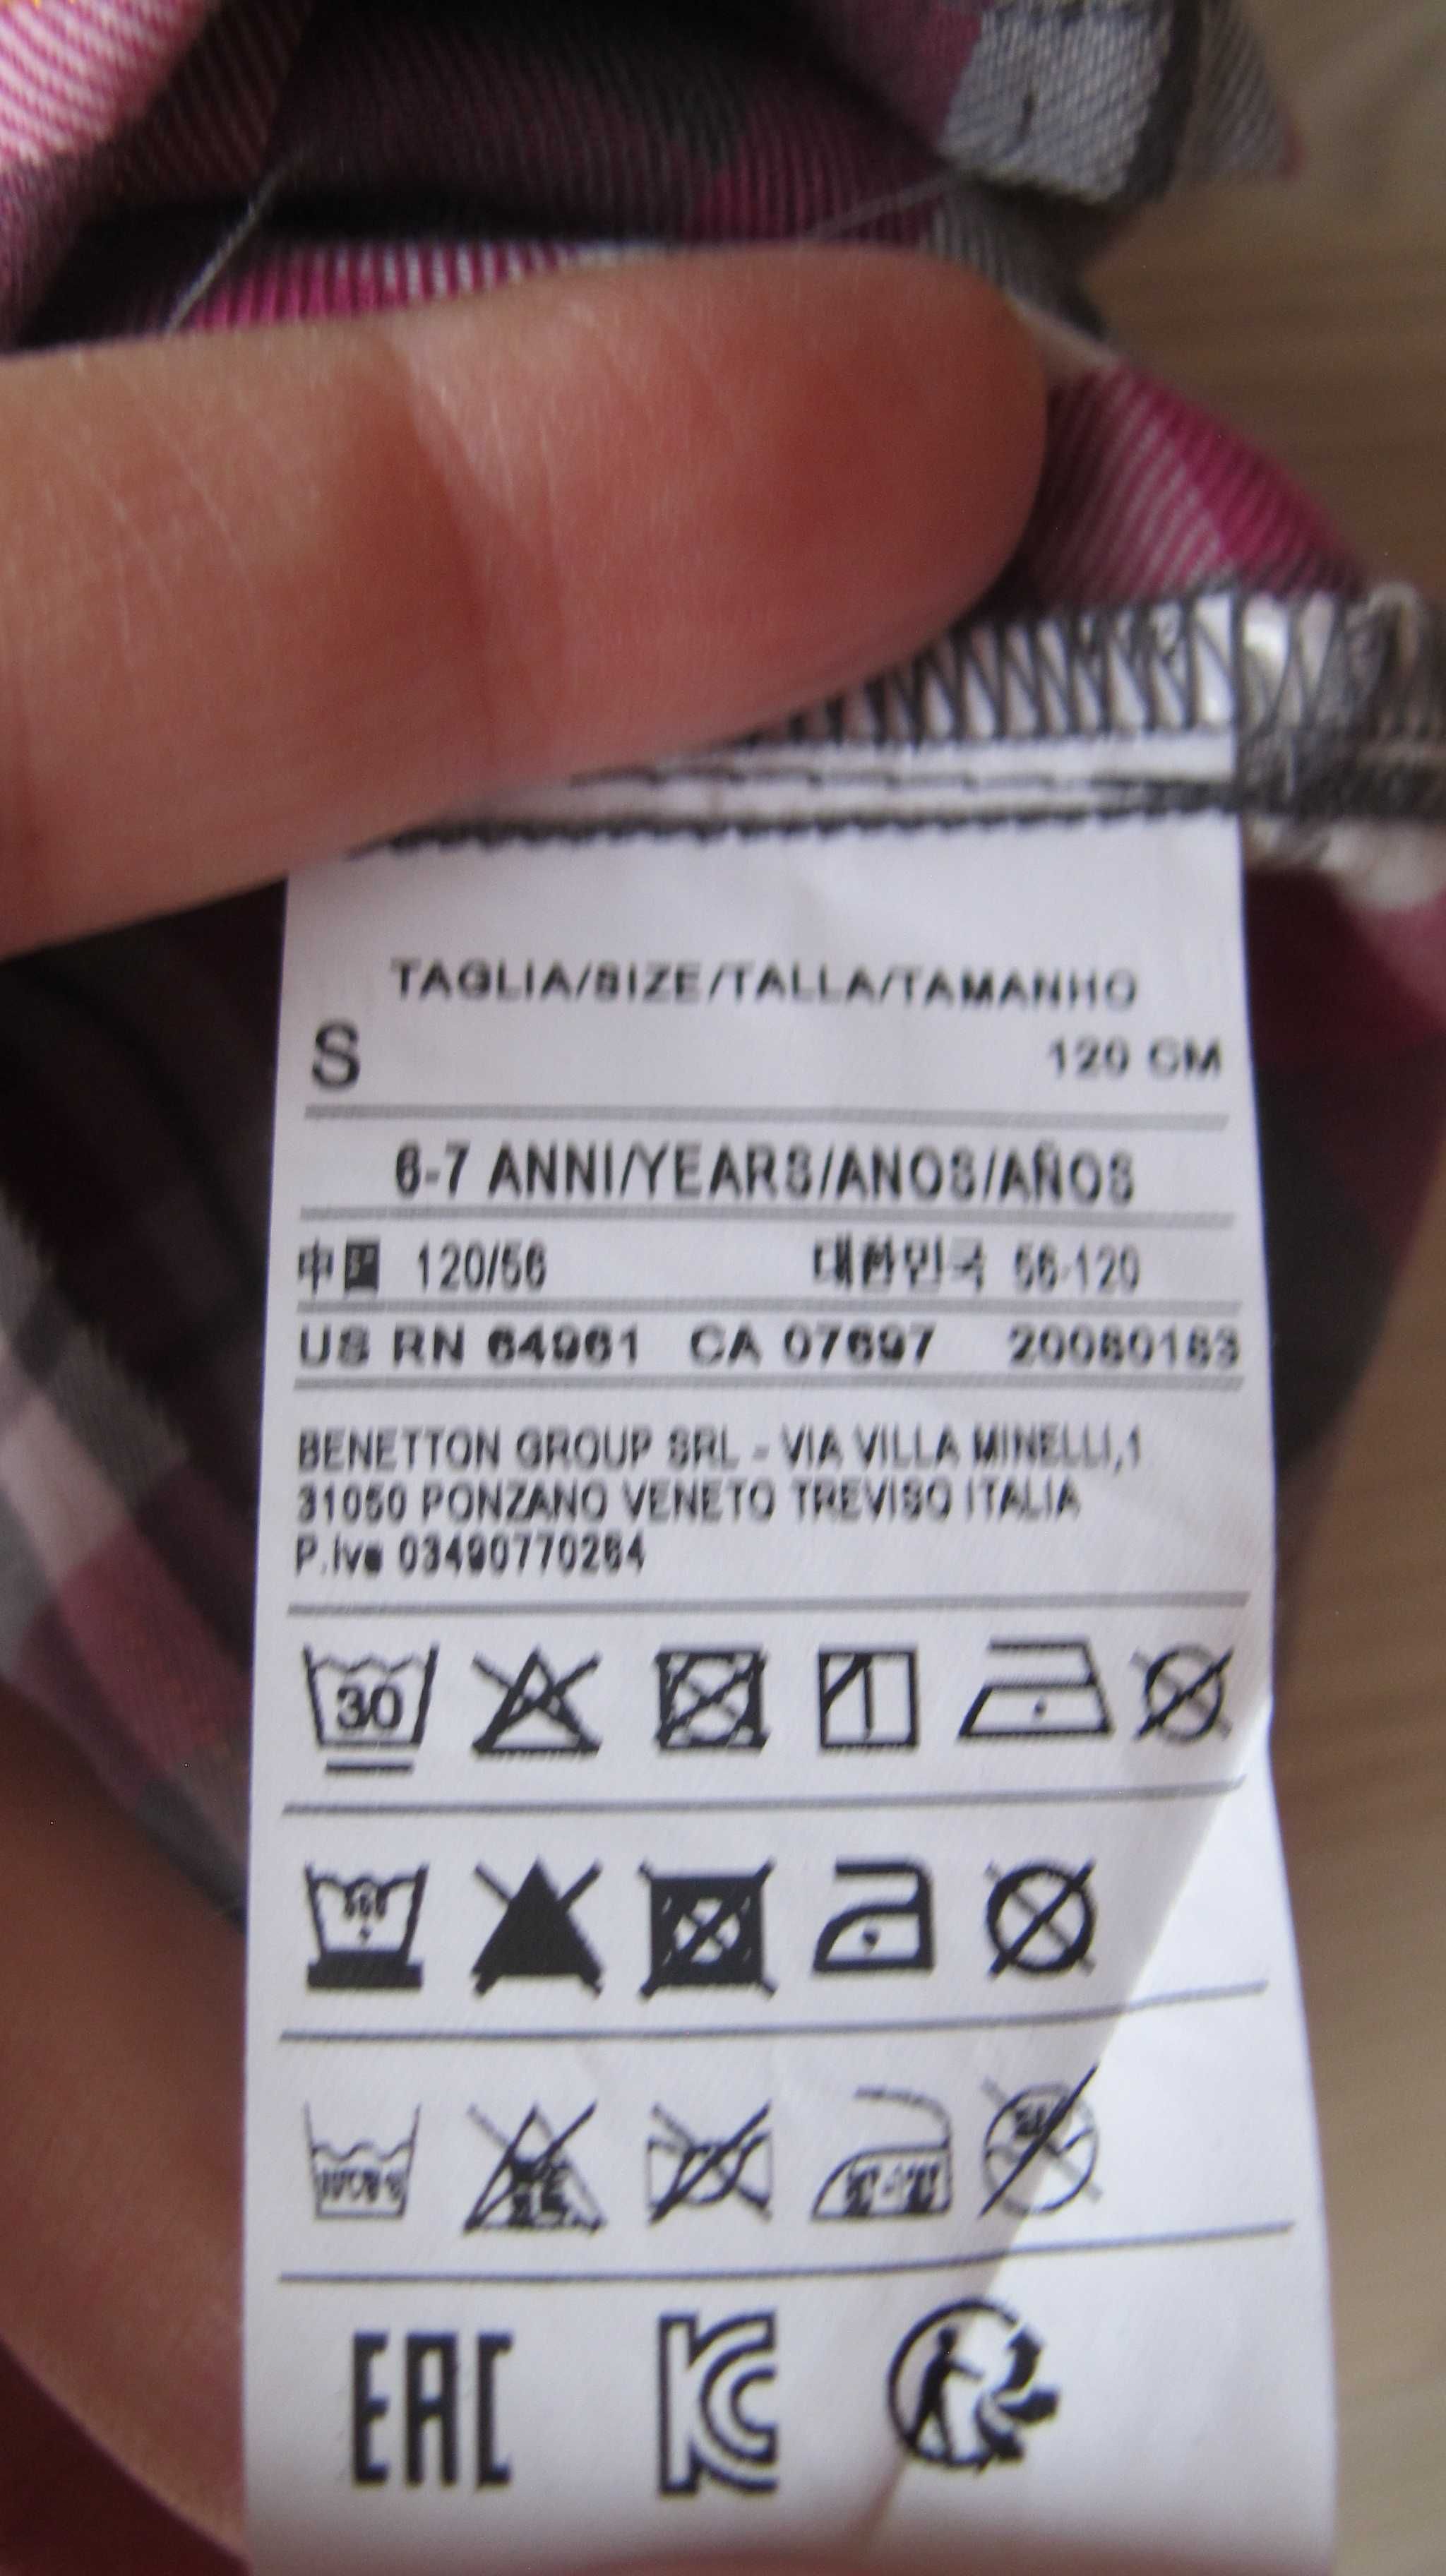 TAGLIA/SIZE/TALLA/TAMANHO
S 120 CM
6-7 ANNI/YEARS/ANOS/AÑOS
中国 120/56 대한민국 56-120
US RN 64961 CA 07697 20080183
BENETTON GROUP SRL - VIA VILLA MINELLI,1
31050 PONZANO VENETO TREVISO ITALIA
P.Iva 03490770264
30
EAC KC